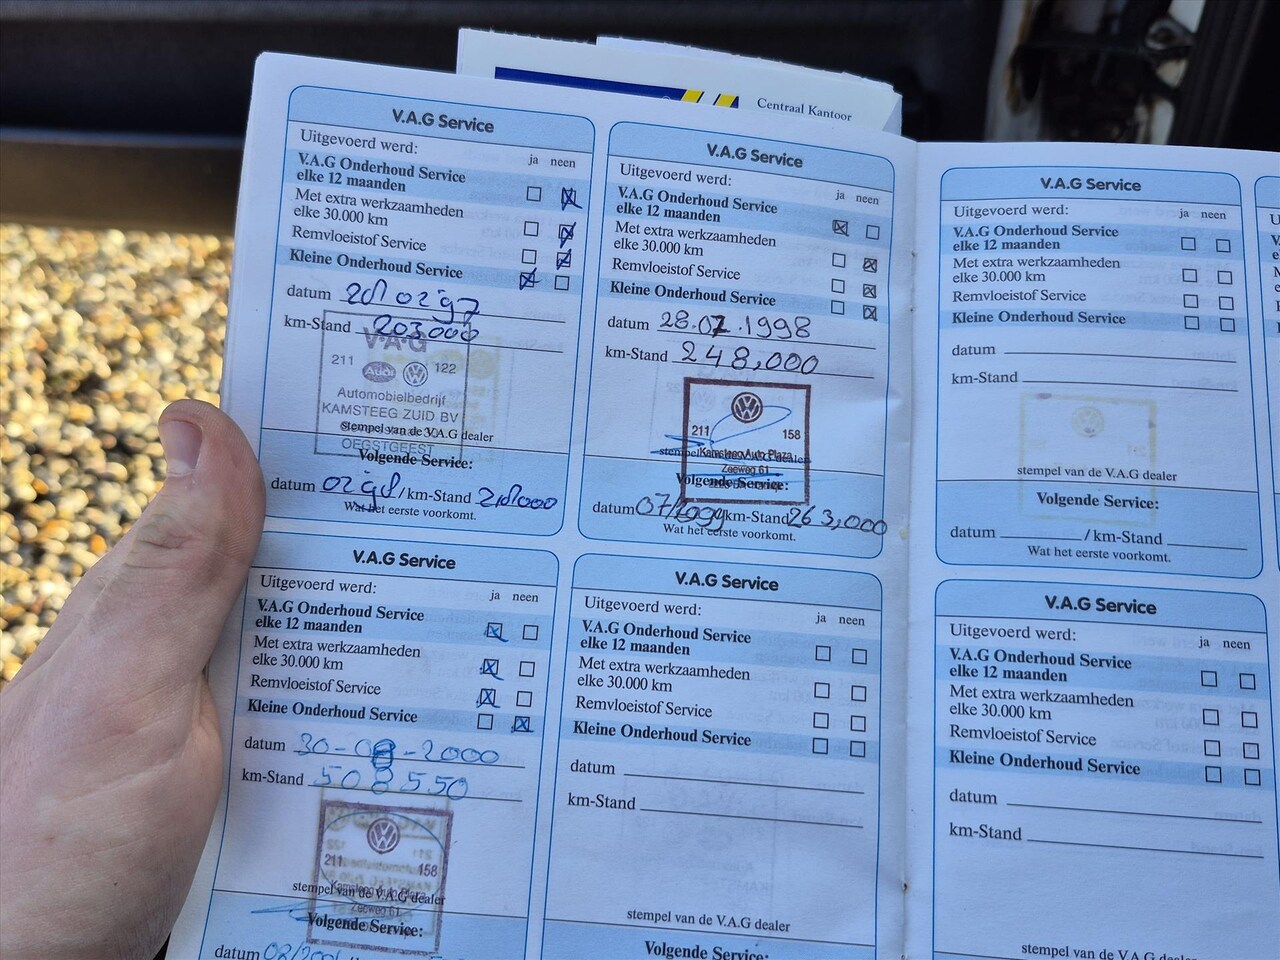 Centraal Kantoor
V.A.G Service
Uitgevoerd werd:
ja neen
V.A.G Onderhoud Service
elke 12 maanden
Met extra werkzaamheden
elke 30.000 km
Remvloeistof Service
Kleine Onderhoud Service
datum
km-Stand 203.000
V·A·G
211 122
Audi
Automobielbedrijf
KAMSTEEG ZUID BV
OEGSTGEEST
stempel van de V.A.G dealer
Volgende Service:
datum 02 98 / km-Stand 218000
Wat het eerste voorkomt.
V.A.G Service
Uitgevoerd werd:
ja neen
V.A.G Onderhoud Service
elke 12 maanden
Met extra werkzaamheden
elke 30.000 km
Remvloeistof Service
Kleine Onderhoud Service
datum 28.07.1998
km-Stand 248,000
211 158
Kamsteeg Auto Plaza
Zeeweg 61
stempel van de V.A.G dealer
Volgende Service:
datum 07/1999 km-Stand 263,000
Wat het eerste voorkomt.
V.A.G Service
Uitgevoerd werd:
ja neen
V.A.G Onderhoud Service
elke 12 maanden
Met extra werkzaamheden
elke 30.000 km
Remvloeistof Service
Kleine Onderhoud Service
datum
km-Stand
stempel van de V.A.G dealer
Volgende Service:
datum / km-Stand
Wat het eerste voorkomt.
V.A.G Service
Uitgevoerd werd:
ja neen
V.A.G Onderhoud Service
elke 12 maanden
Met extra werkzaamheden
elke 30.000 km
Remvloeistof Service
Kleine Onderhoud Service
datum 30-08-2000
km-Stand 508550
211 158
Kamsteeg Auto Plaza
Zeeweg 61
stempel van de V.A.G dealer
Volgende Service:
datum
V.A.G Service
Uitgevoerd werd:
ja neen
V.A.G Onderhoud Service
elke 12 maanden
Met extra werkzaamheden
elke 30.000 km
Remvloeistof Service
Kleine Onderhoud Service
datum
km-Stand
stempel van de V.A.G dealer
Volgende Service:
V.A.G Service
Uitgevoerd werd:
ja neen
V.A.G Onderhoud Service
elke 12 maanden
Met extra werkzaamheden
elke 30.000 km
Remvloeistof Service
Kleine Onderhoud Service
datum
km-Stand
stempel van de V.A.G dealer